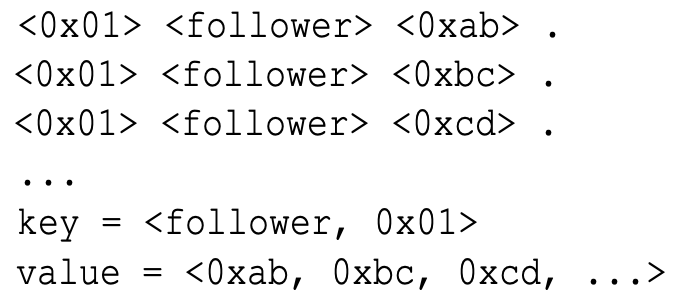 <0x01> <follower> <0xab> .
<0x01> <follower> <0xbc> .
<0x01> <follower> <0xcd> .
...
key = <follower, 0x01>
value = <0xab, 0xbc, 0xcd, ...>